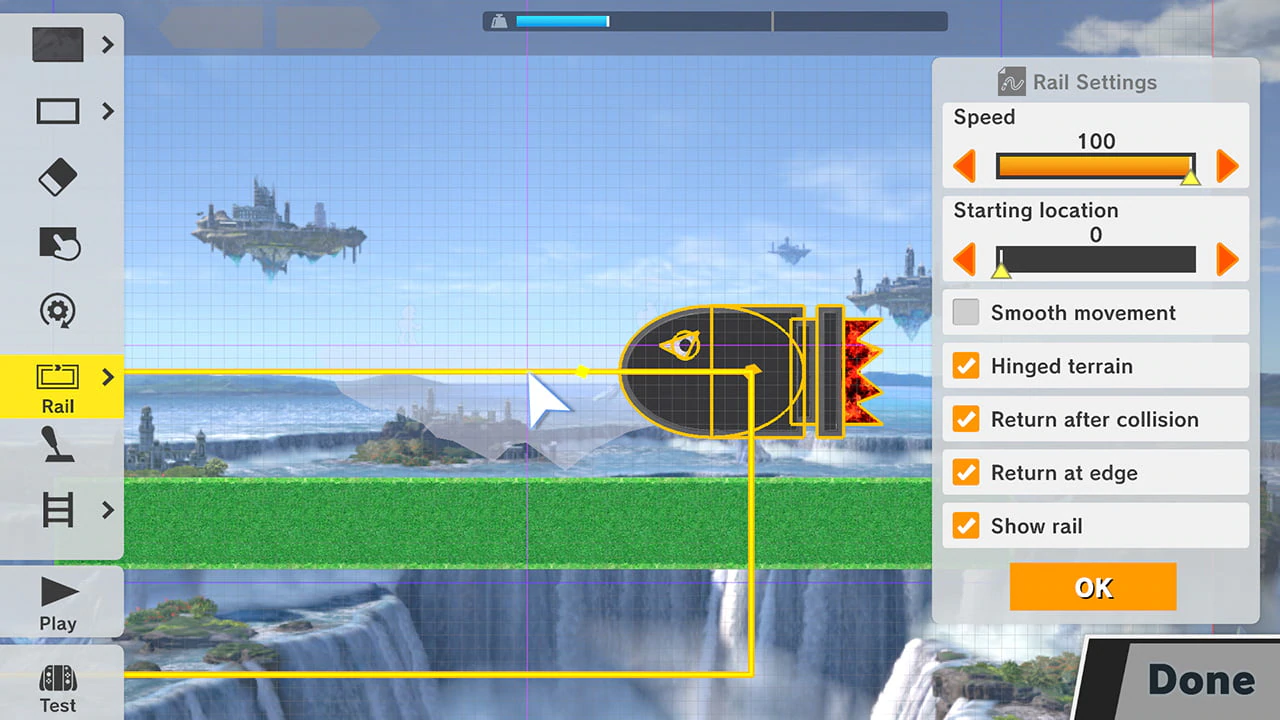 Rail Settings
Speed
100
Starting location
0
Smooth movement
Hinged terrain
Return after collision
Return at edge
Show rail
OK
Rail
Play
Test
Done